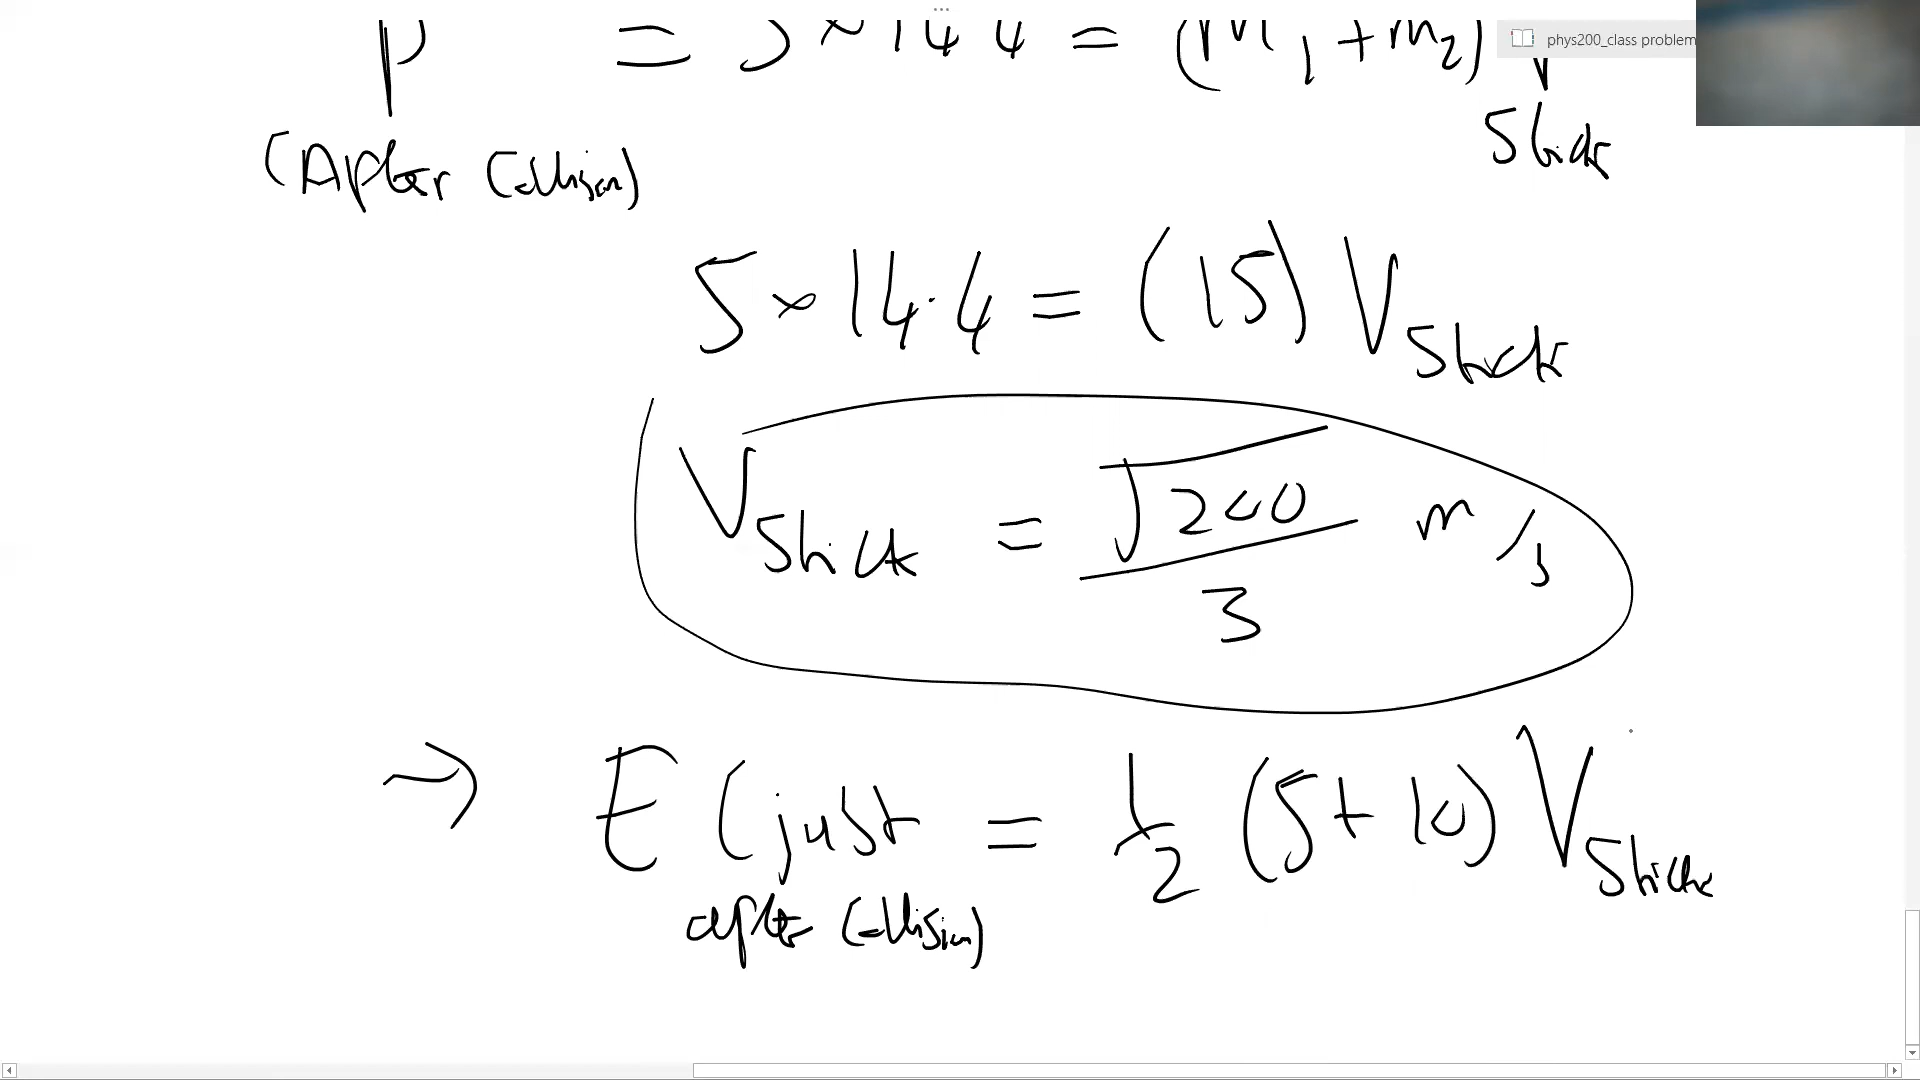 p = 5 × 14.4 = (m₁ + m₂) V
phys200_class problem
(After Collision) Stick
5 × 14.4 = (15) V Stick
V Stick = √200 / 3 m/s
→ E (just = 1/2 (5 + 10) V Stick
after Collision)